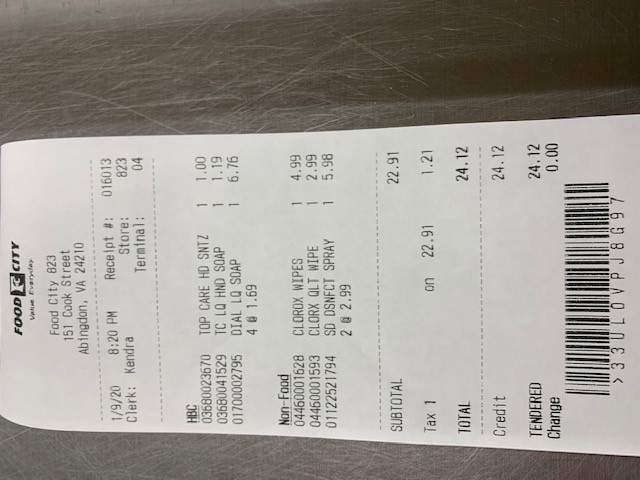 FOOD CITY
Value. Everyday.
Food City 823
151 Cook Street
Abingdon, VA 24210
1/9/20 8:20 PM Receipt #: 016013
Clerk: Kendra Store: 823
Terminal: 04
HBC
03680023670 TOP CARE HD SNTZ 1 1.00
03680041529 TC LQ HND SOAP 1 1.19
01700002795 DIAL LQ SOAP 1 6.76
4 @ 1.69
Non-Food
04460001628 CLOROX WIPES 1 4.99
04460001593 CLORX QLT WIPE 1 2.99
01122521794 SD DSNFCT SPRAY 1 5.98
2 @ 2.99
SUBTOTAL 22.91
Tax 1 on 22.91 1.21
TOTAL 24.12
Credit 24.12
TENDERED 24.12
Change 0.00
>33ULOVPJ8G97